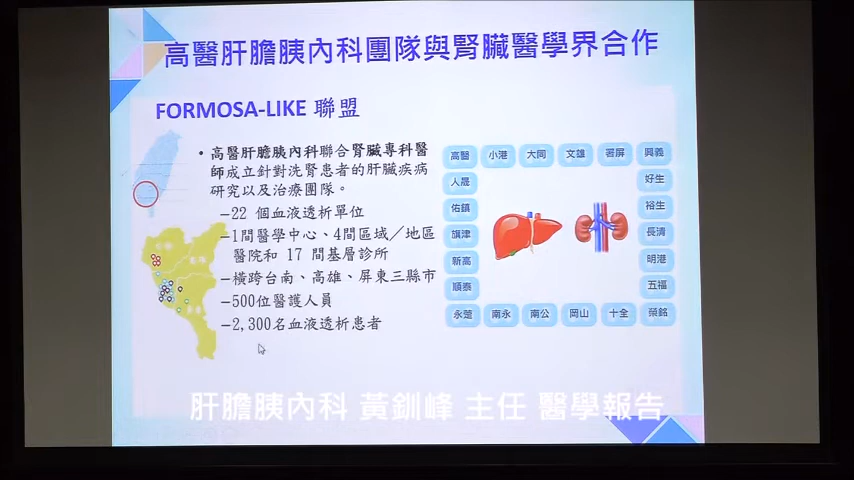 高醫肝膽胰內科團隊與腎臟醫學界合作
FORMOSA-LIKE 聯盟
•高醫肝膽胰內科聯合腎臟專科醫
師成立針對洗腎患者的肝臟疾病
研究以及治療團隊。
–22 個血液透析單位
–1間醫學中心、4間區域／地區
醫院和 17 間基層診所
–橫跨台南、高雄、屏東三縣市
–500位醫護人員
–2,300名血液透析患者
高醫 小港 大同 文雄 署屏 興義
人晟 好生
佑鎮 裕生
旗津 長清
新高 明港
順泰 五福
永楚 南永 南公 岡山 十全 榮銘
肝膽胰內科 黃釧峰 主任 醫學報告